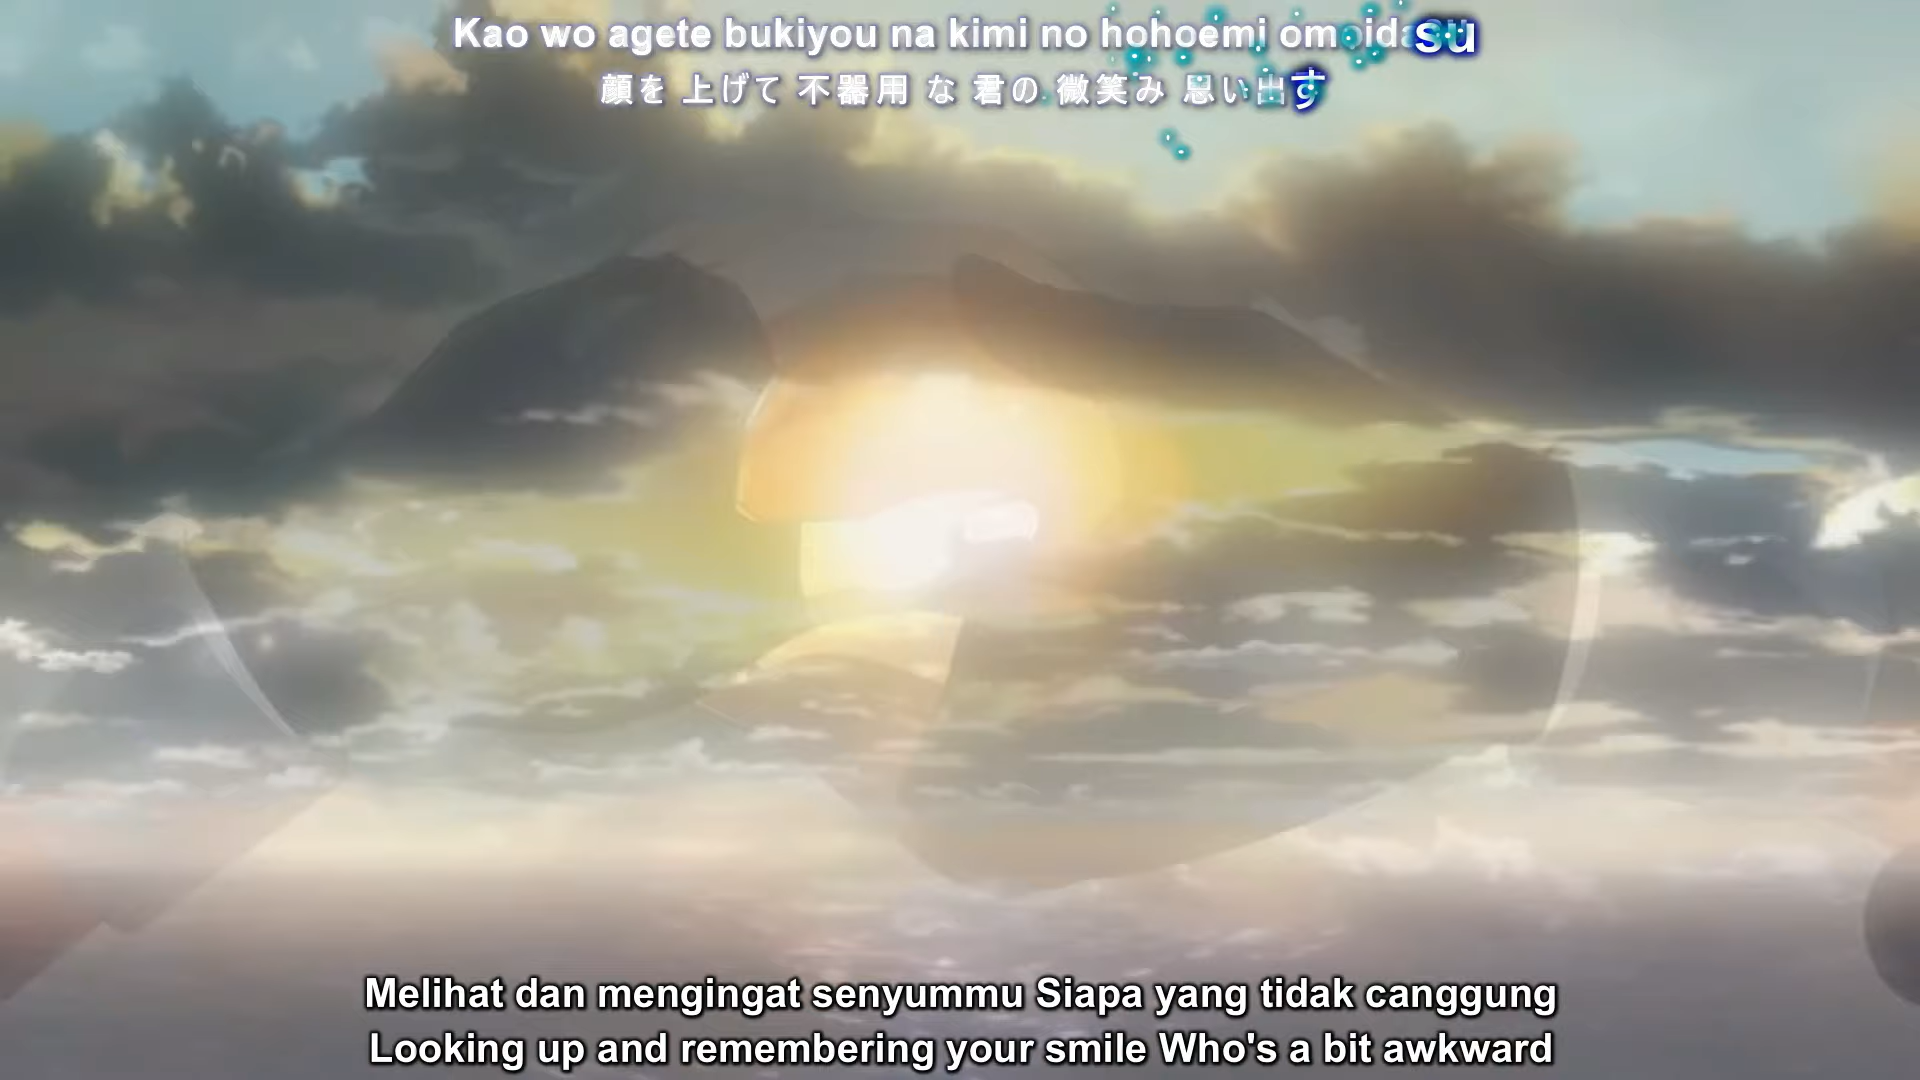 Kao wo agete bukiyou na kimi no hohoemi omoidasu
顔を 上げて 不器用 な 君の 微笑み 思い出す
Melihat dan mengingat senyummu Siapa yang tidak canggung
Looking up and remembering your smile Who's a bit awkward